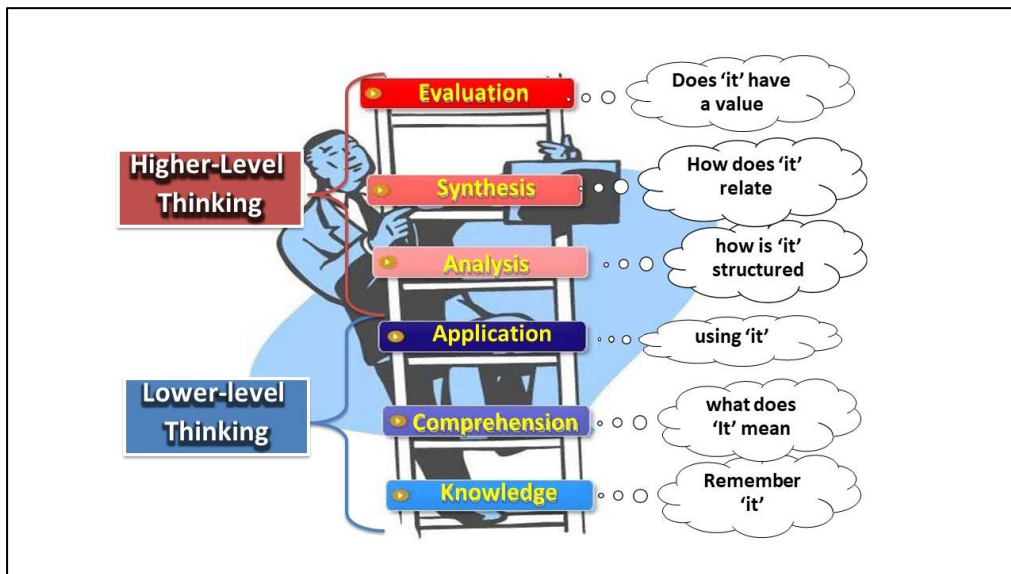 Evaluation
Does ‘it’ have
a value
Higher-Level
Thinking
Synthesis
How does ‘it’
relate
Analysis
how is ‘it’
structured
Application
using ‘it’
Lower-level
Thinking
Comprehension
what does
‘It’ mean
Knowledge
Remember
‘it’